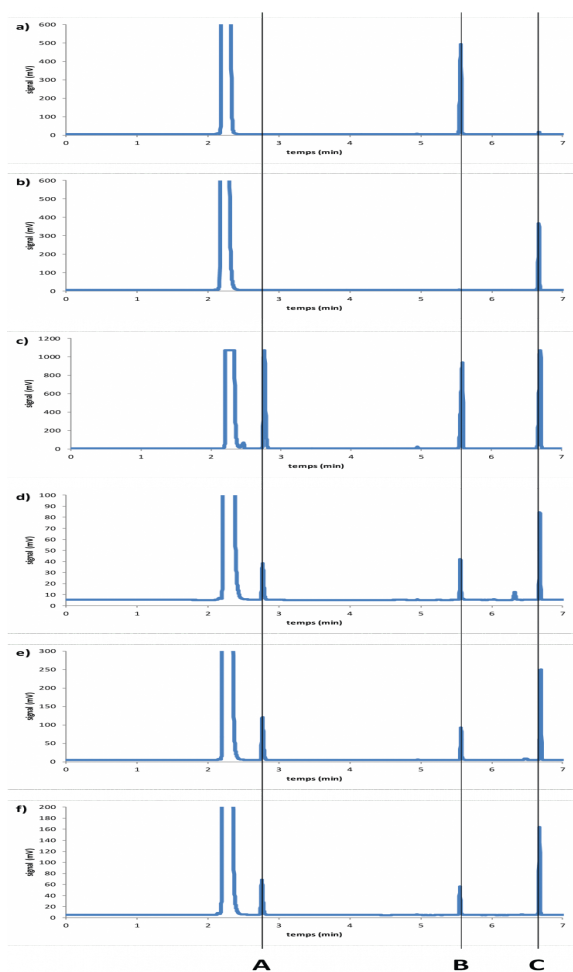 a)
600
500
400
300
200
100
0
signal (mV)
0 1 2 3 4 5 6 7
temps (min)
b)
600
500
400
300
200
100
0
signal (mV)
0 1 2 3 4 5 6 7
temps (min)
c)
1200
1000
800
600
400
200
0
signal (mV)
0 1 2 3 4 5 6 7
temps (min)
d)
100
90
80
70
60
50
40
30
20
10
0
signal (mV)
0 1 2 3 4 5 6 7
temps (min)
e)
300
250
200
150
100
50
0
signal (mV)
0 1 2 3 4 5 6 7
temps (min)
f)
200
180
160
140
120
100
80
60
40
20
0
signal (mV)
0 1 2 3 4 5 6 7
temps (min)
A B C